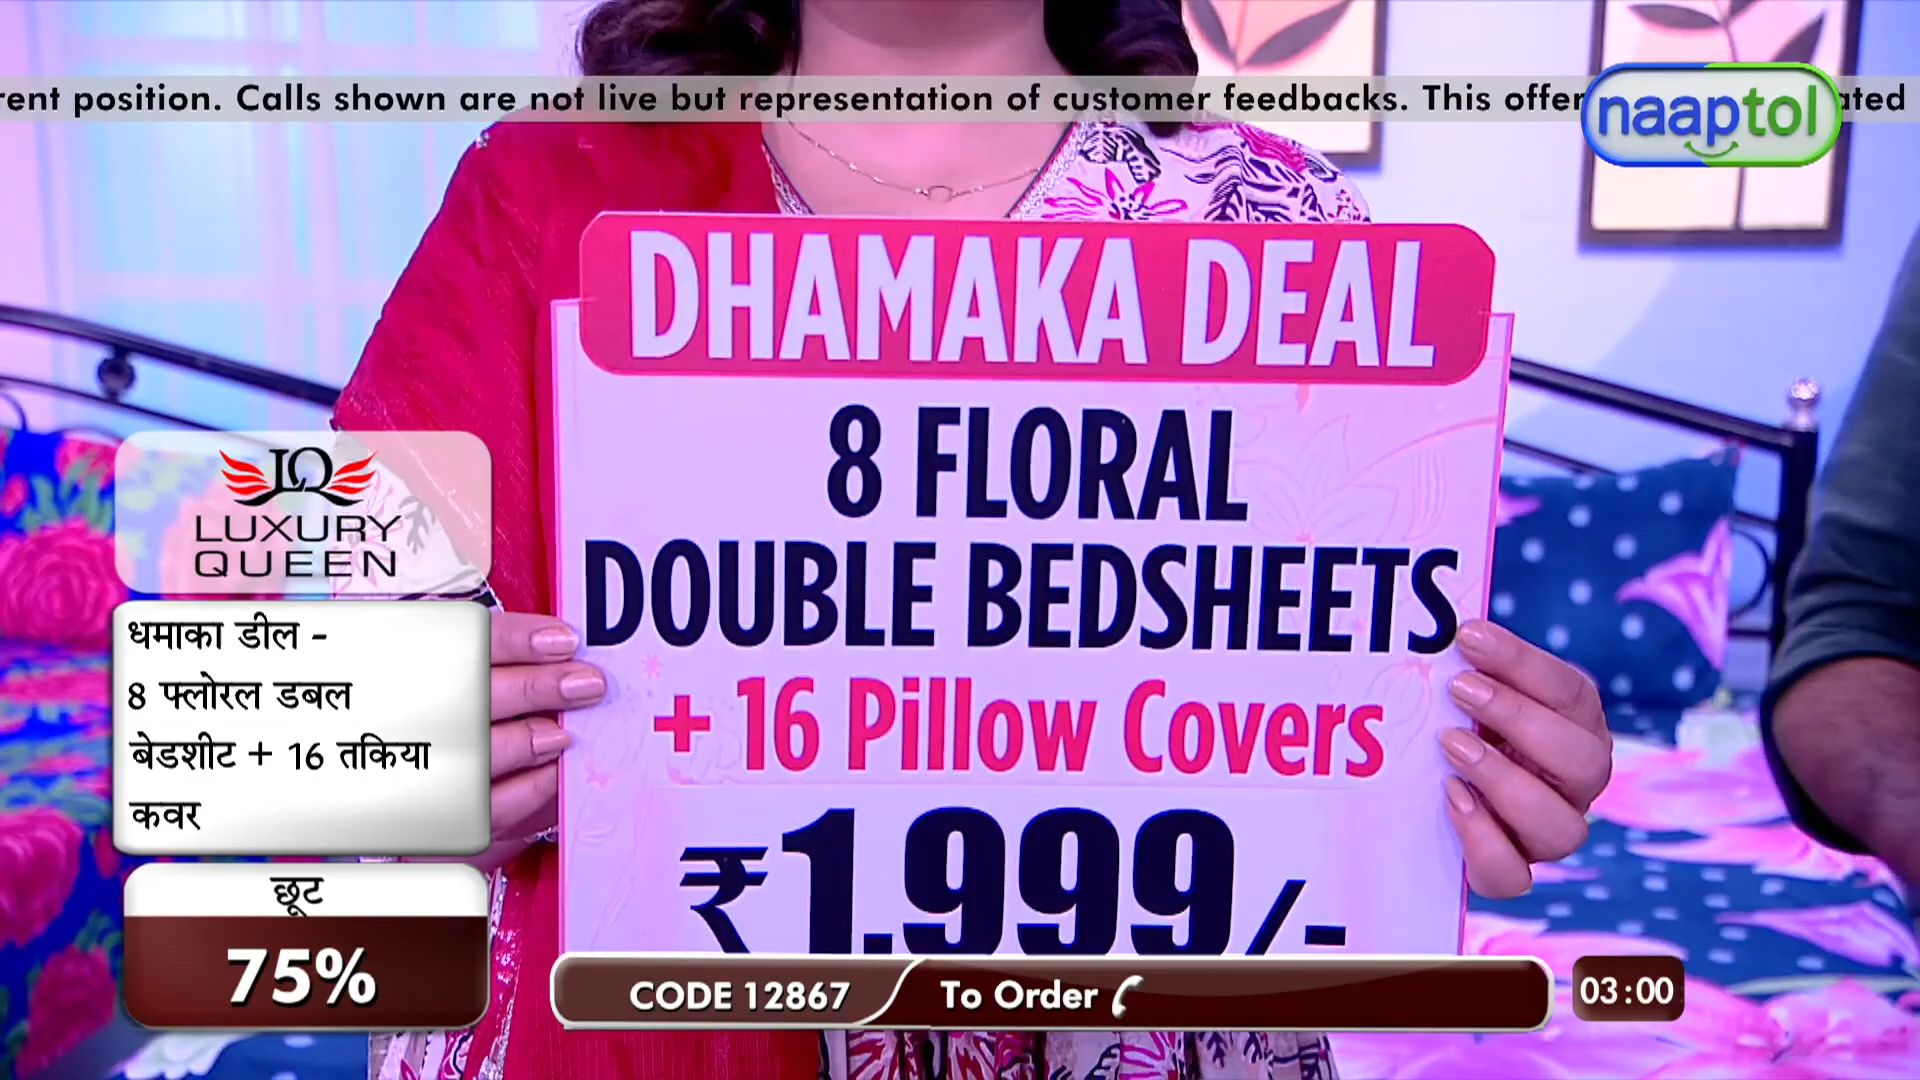 rent position. Calls shown are not live but representation of customer feedbacks. This offer
naaptol
DHAMAKA DEAL
8 FLORAL
DOUBLE BEDSHEETS
+ 16 Pillow Covers
₹1,999/-
LQ
LUXURY
QUEEN
धमाका डील -
8 फ्लोरल डबल
बेडशीट + 16 तकिया
कवर
छूट
75%
CODE 12867
To Order
03:00